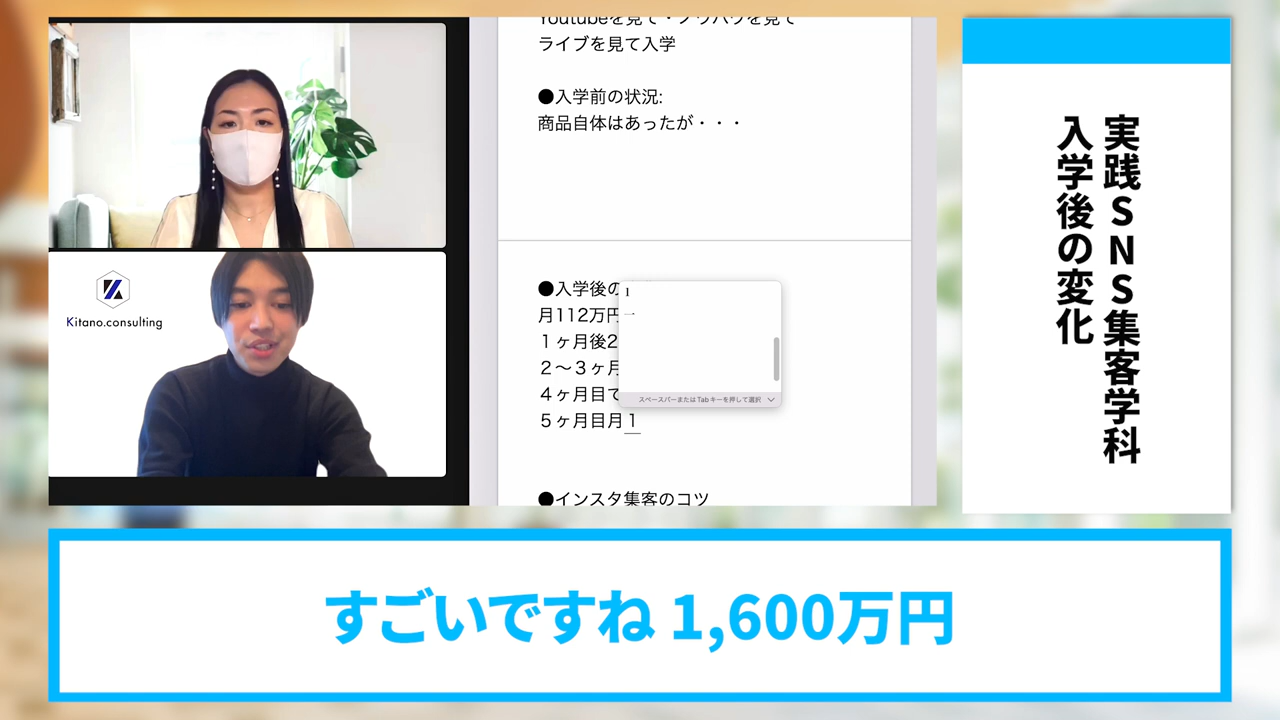 Youtubeを見て・ノウハウを見て
ライブを見て入学
●入学前の状況:
商品自体はあったが・・・
●入学後の
月112万円
１ヶ月後2
２〜３ヶ月
４ヶ月目で
５ヶ月目月１
1
一
スペースバーまたはTabキーを押して選択
●インスタ集客のコツ
Kitano.consulting
実践SNS集客学科
入学後の変化
すごいですね 1,600万円